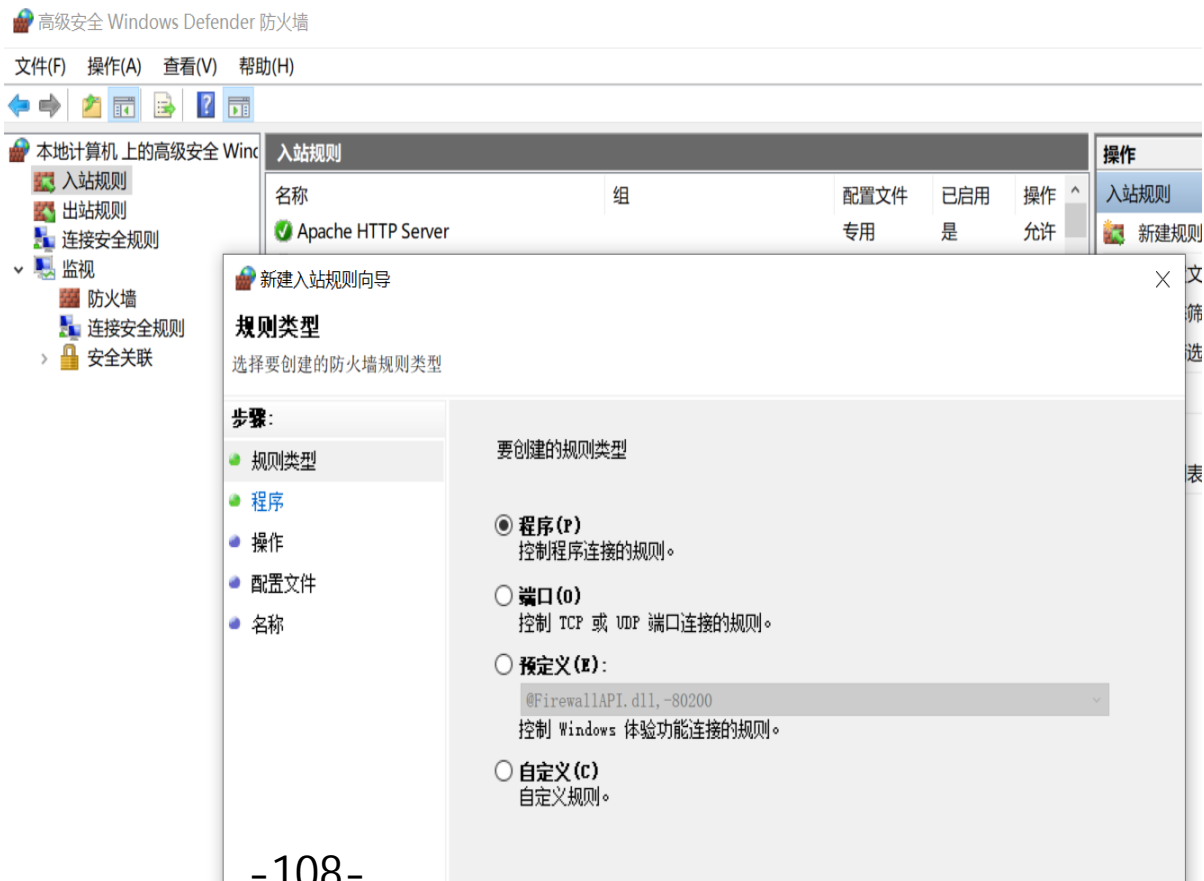 高级安全 Windows Defender 防火墙
文件(F) 操作(A) 查看(V) 帮助(H)
本地计算机 上的高级安全 Wind
入站规则
出站规则
连接安全规则
监视
防火墙
连接安全规则
安全关联
入站规则
名称 组 配置文件 已启用 操作
Apache HTTP Server 专用 是 允许
操作
入站规则
新建规则
新建入站规则向导
规则类型
选择要创建的防火墙规则类型
步骤:
规则类型
程序
操作
配置文件
名称
要创建的规则类型
程序(P)
控制程序连接的规则。
端口(O)
控制 TCP 或 UDP 端口连接的规则。
预定义(E):
@FirewallAPI.dll,-80200
控制 Windows 体验功能连接的规则。
自定义(C)
自定义规则。
-108-